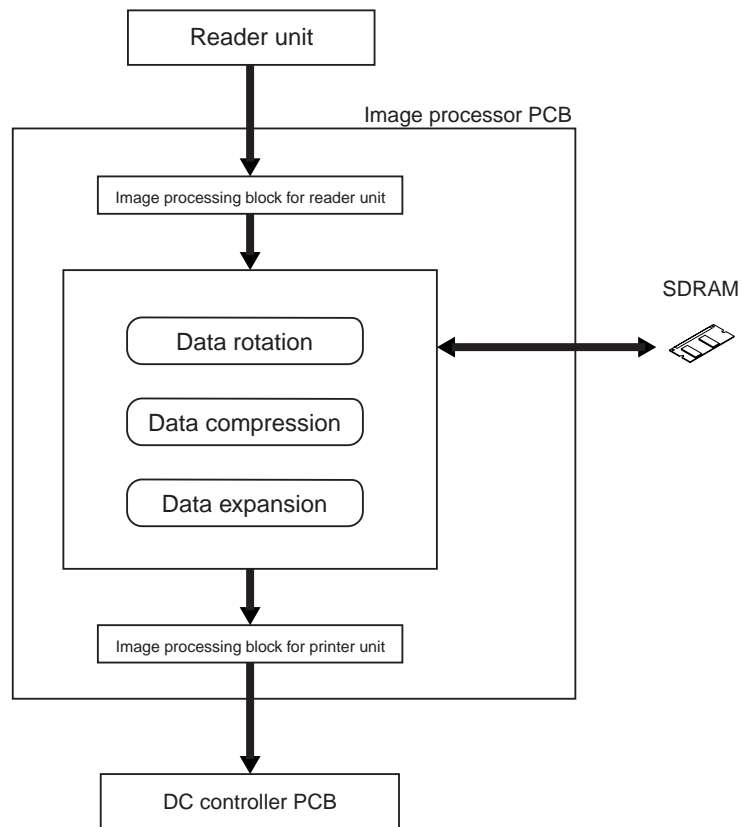 Reader unit
Image processor PCB
Image processing block for reader unit
SDRAM
Data rotation
Data compression
Data expansion
Image processing block for printer unit
DC controller PCB